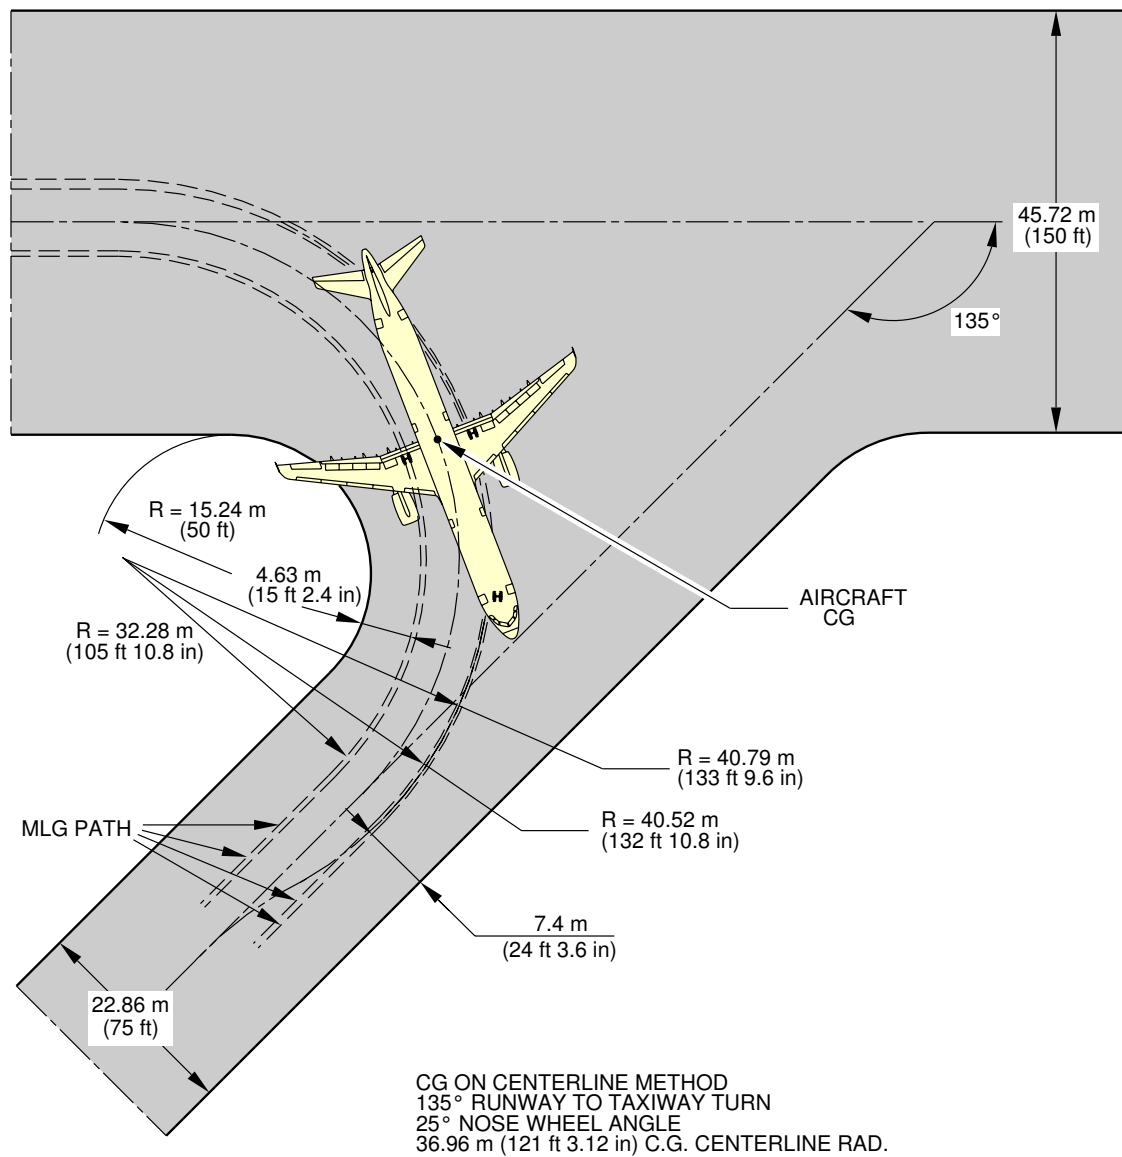 45.72 m
(150 ft)
135°
R = 15.24 m
(50 ft)
4.63 m
(15 ft 2.4 in)
AIRCRAFT
CG
R = 32.28 m
(105 ft 10.8 in)
R = 40.79 m
(133 ft 9.6 in)
MLG PATH
R = 40.52 m
(132 ft 10.8 in)
7.4 m
(24 ft 3.6 in)
22.86 m
(75 ft)
CG ON CENTERLINE METHOD
135° RUNWAY TO TAXIWAY TURN
25° NOSE WHEEL ANGLE
36.96 m (121 ft 3.12 in) C.G. CENTERLINE RAD.